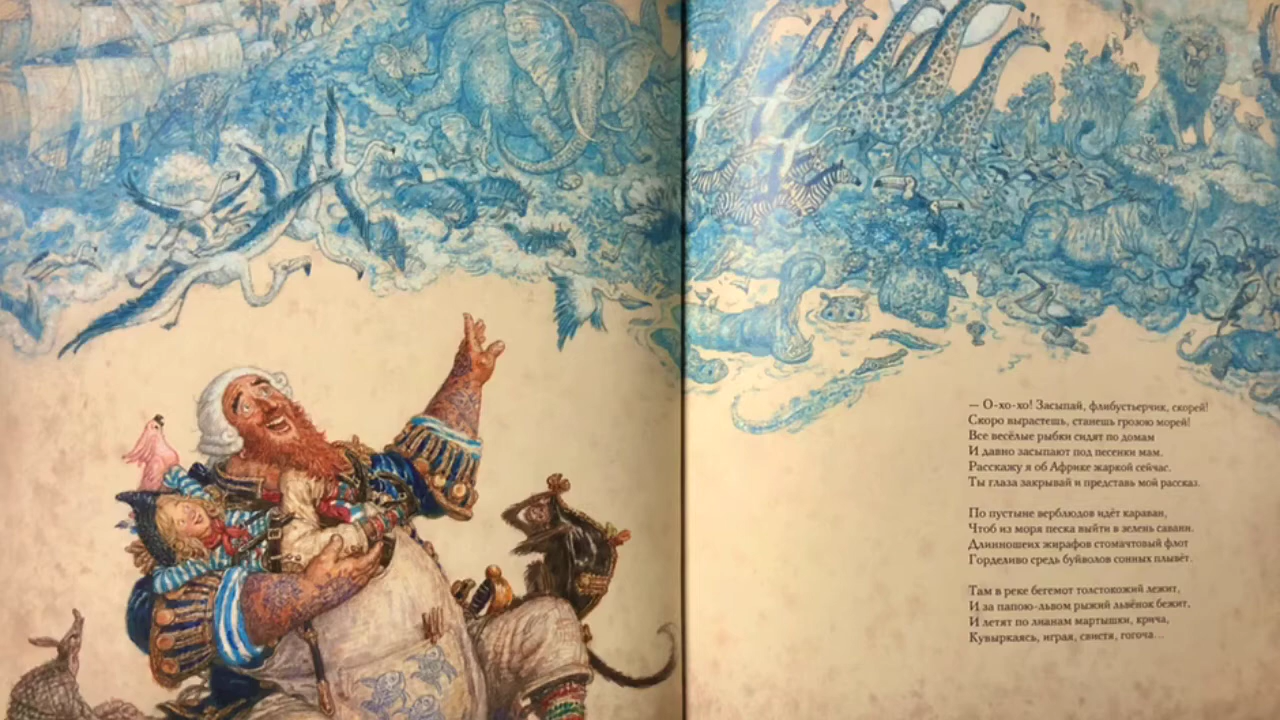 — О-хо-хо! Засыпай, флибустьерчик, скорей!
Скоро вырастешь, станешь грозою морей!
Все весёлые рыбки сидят по домам
И давно засыпают под песенки мам.
Расскажу я об Африке жаркой сейчас.
Ты глаза закрывай и представь мой рассказ.
По пустыне верблюдов идёт караван,
Чтоб из моря песка выйти в зелень саванн.
Длинношеих жирафов стомачтовый флот
Горделиво средь буйволов сонных плывёт.
Там в реке бегемот толстокожий лежит,
И за папою-львом рыжий львёнок бежит,
И летят по лианам мартышки, крича,
Кувыркаясь, играя, свистя, гогоча…